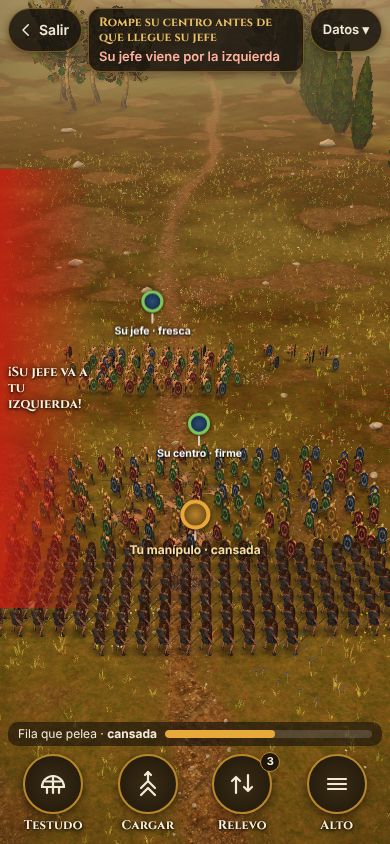 Salir
Rompe su centro antes de
que llegue su jefe
Su jefe viene por la izquierda
Datos ▾
Su jefe · fresca
¡Su jefe va a
tu
izquierda!
Su centro · firme
Tu manípulo · cansada
Fila que pelea · cansada
3
Testudo
Cargar
Relevo
Alto